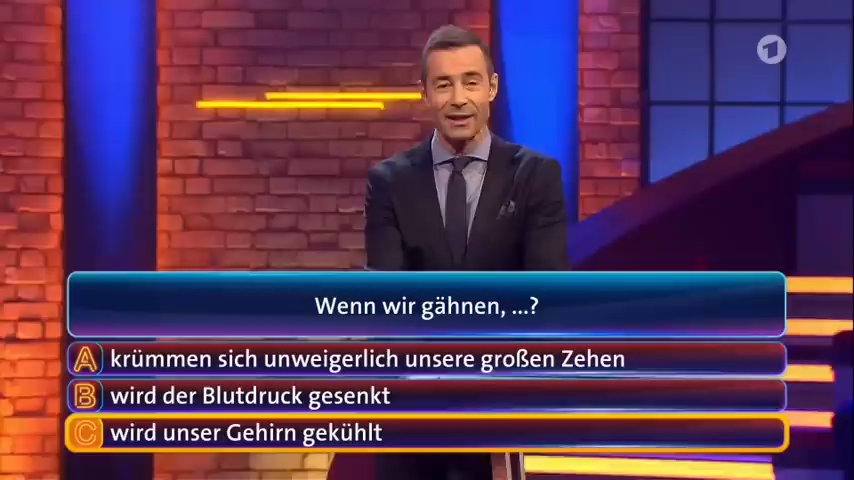 1
Wenn wir gähnen, ...?
A krümmen sich unweigerlich unsere großen Zehen
B wird der Blutdruck gesenkt
C wird unser Gehirn gekühlt